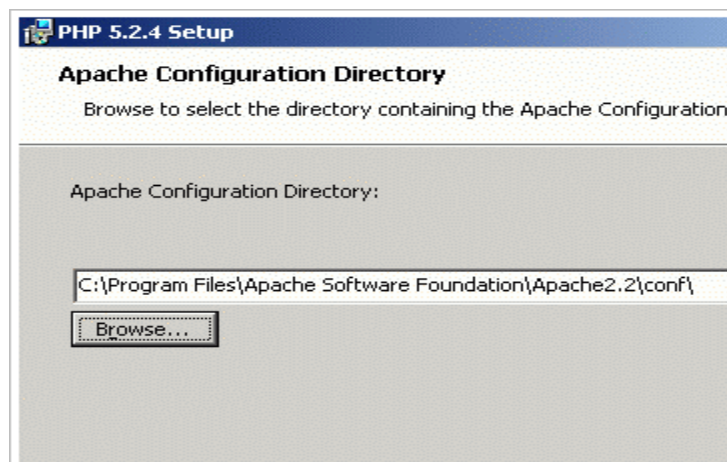 PHP 5.2.4 Setup
Apache Configuration Directory
Browse to select the directory containing the Apache Configuration
Apache Configuration Directory:
C:\Program Files\Apache Software Foundation\Apache2.2\conf\
Browse...